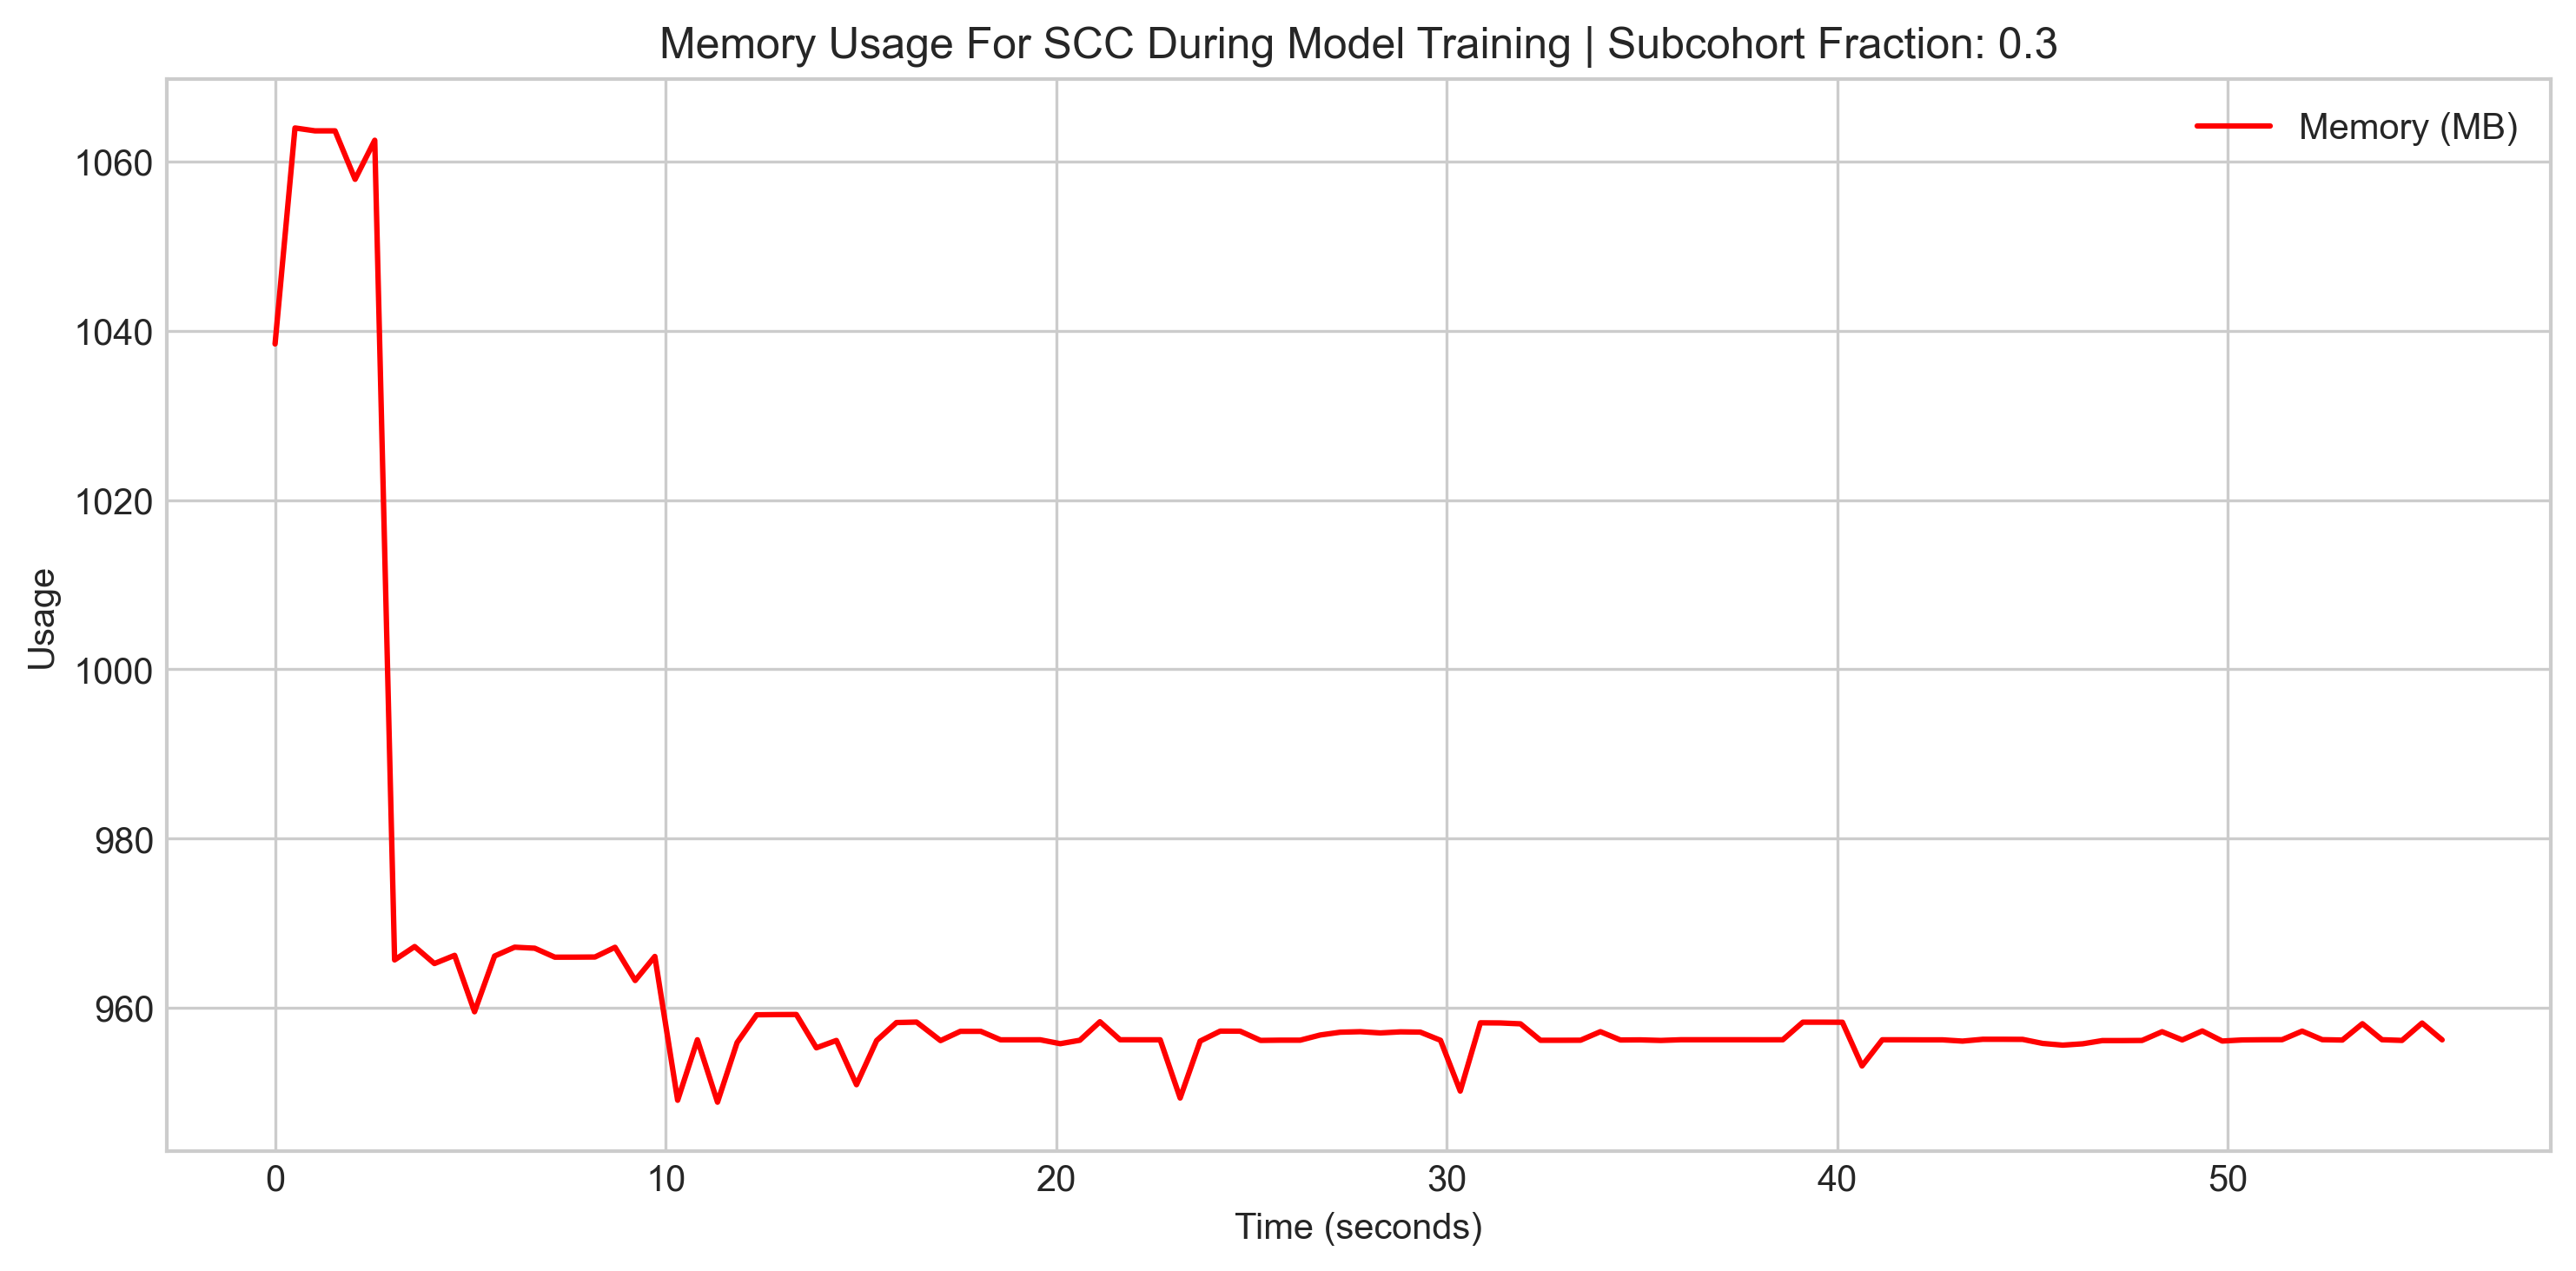 Memory Usage For SCC During Model Training | Subcohort Fraction: 0.3
Memory (MB)
1060
1040
1020
1000
980
960
Usage
0 10 20 30 40 50
Time (seconds)